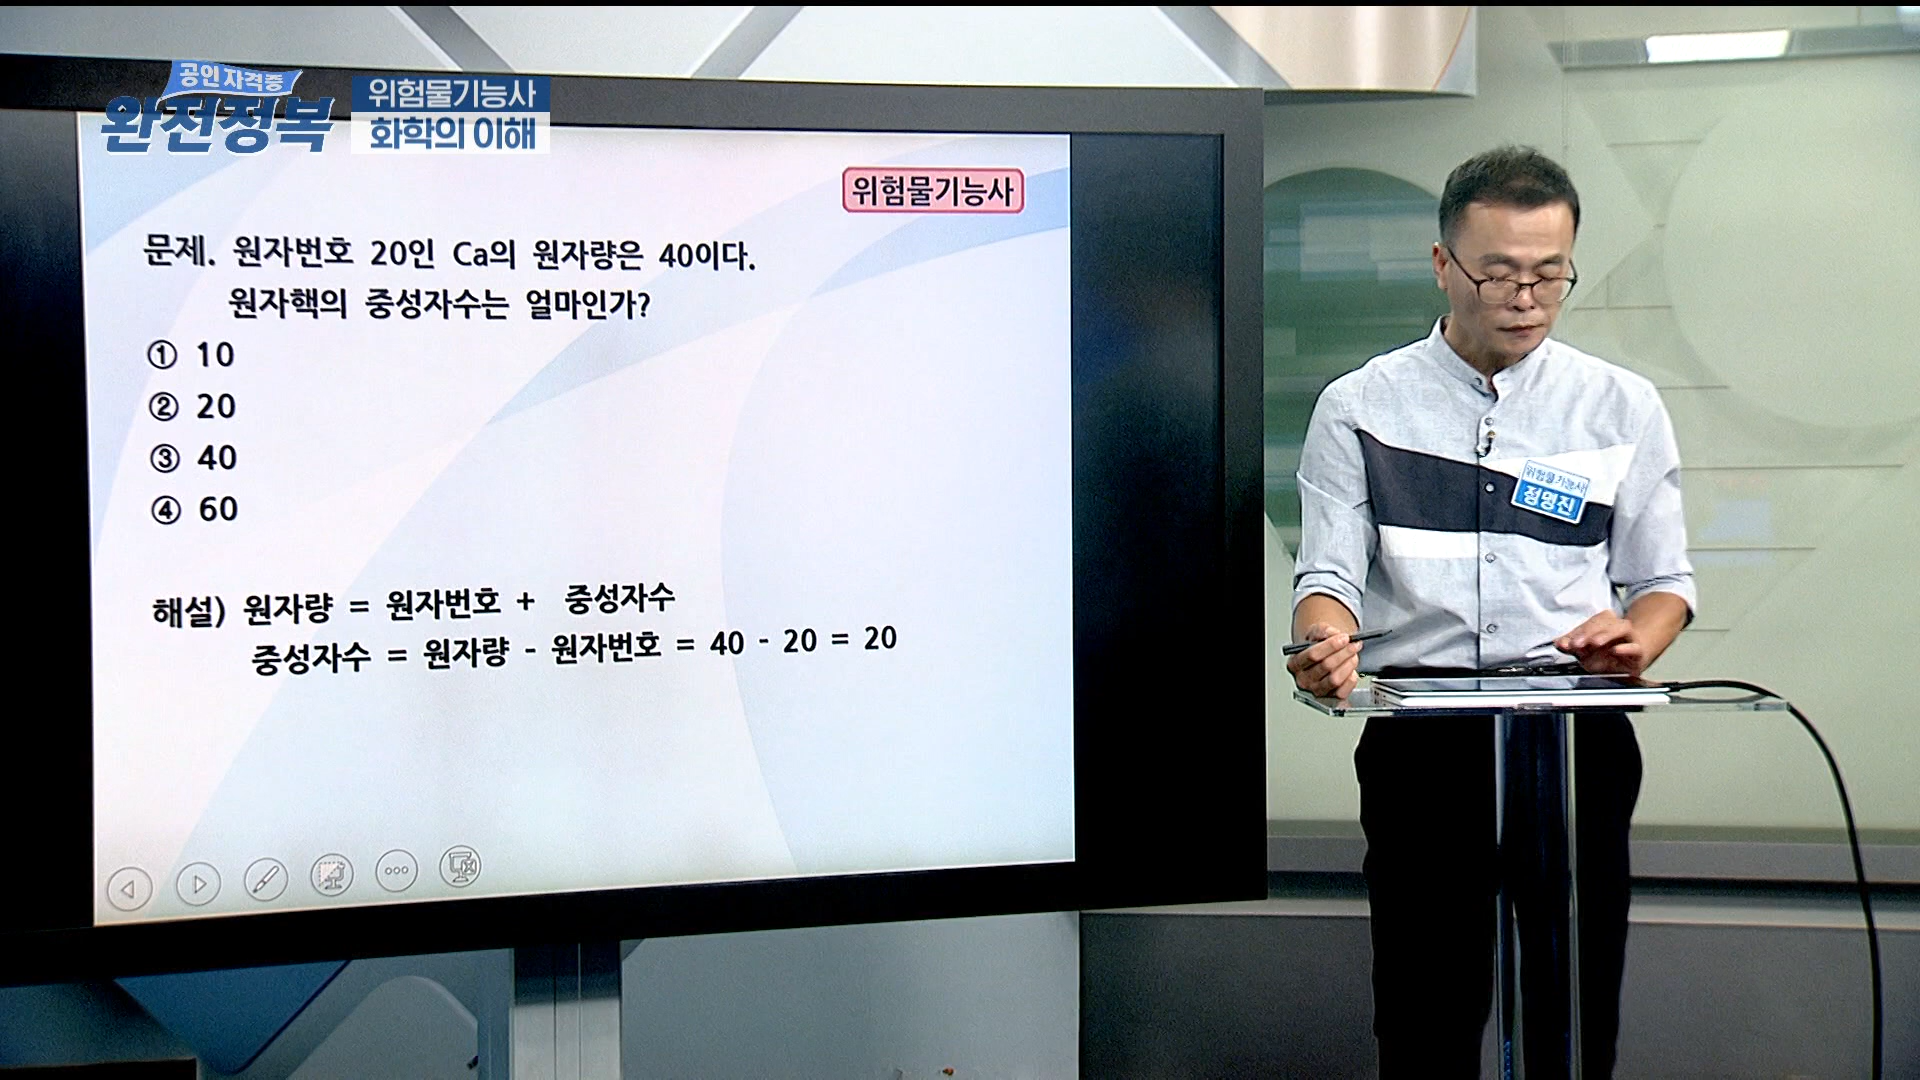 공인 자격증
완전정복
위험물기능사
화학의 이해
위험물기능사
문제. 원자번호 20인 Ca의 원자량은 40이다.
원자핵의 중성자수는 얼마인가?
① 10
② 20
③ 40
④ 60
해설) 원자량 = 원자번호 + 중성자수
중성자수 = 원자량 - 원자번호 = 40 - 20 = 20
위험물기능사
정명진